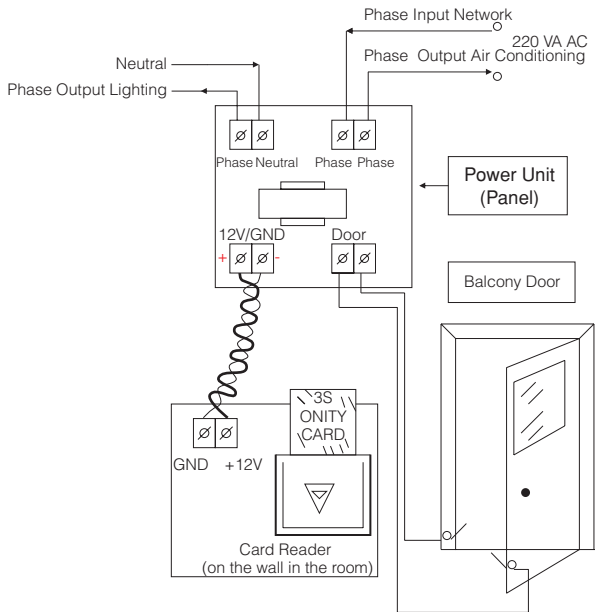 Phase Input Network
220 VA AC
Phase Output Air Conditioning
Neutral
Phase Output Lighting
Phase Neutral Phase Phase
Power Unit
(Panel)
12V/GND Door
+ -
Balcony Door
3S
ONITY
CARD
GND +12V
Card Reader
(on the wall in the room)